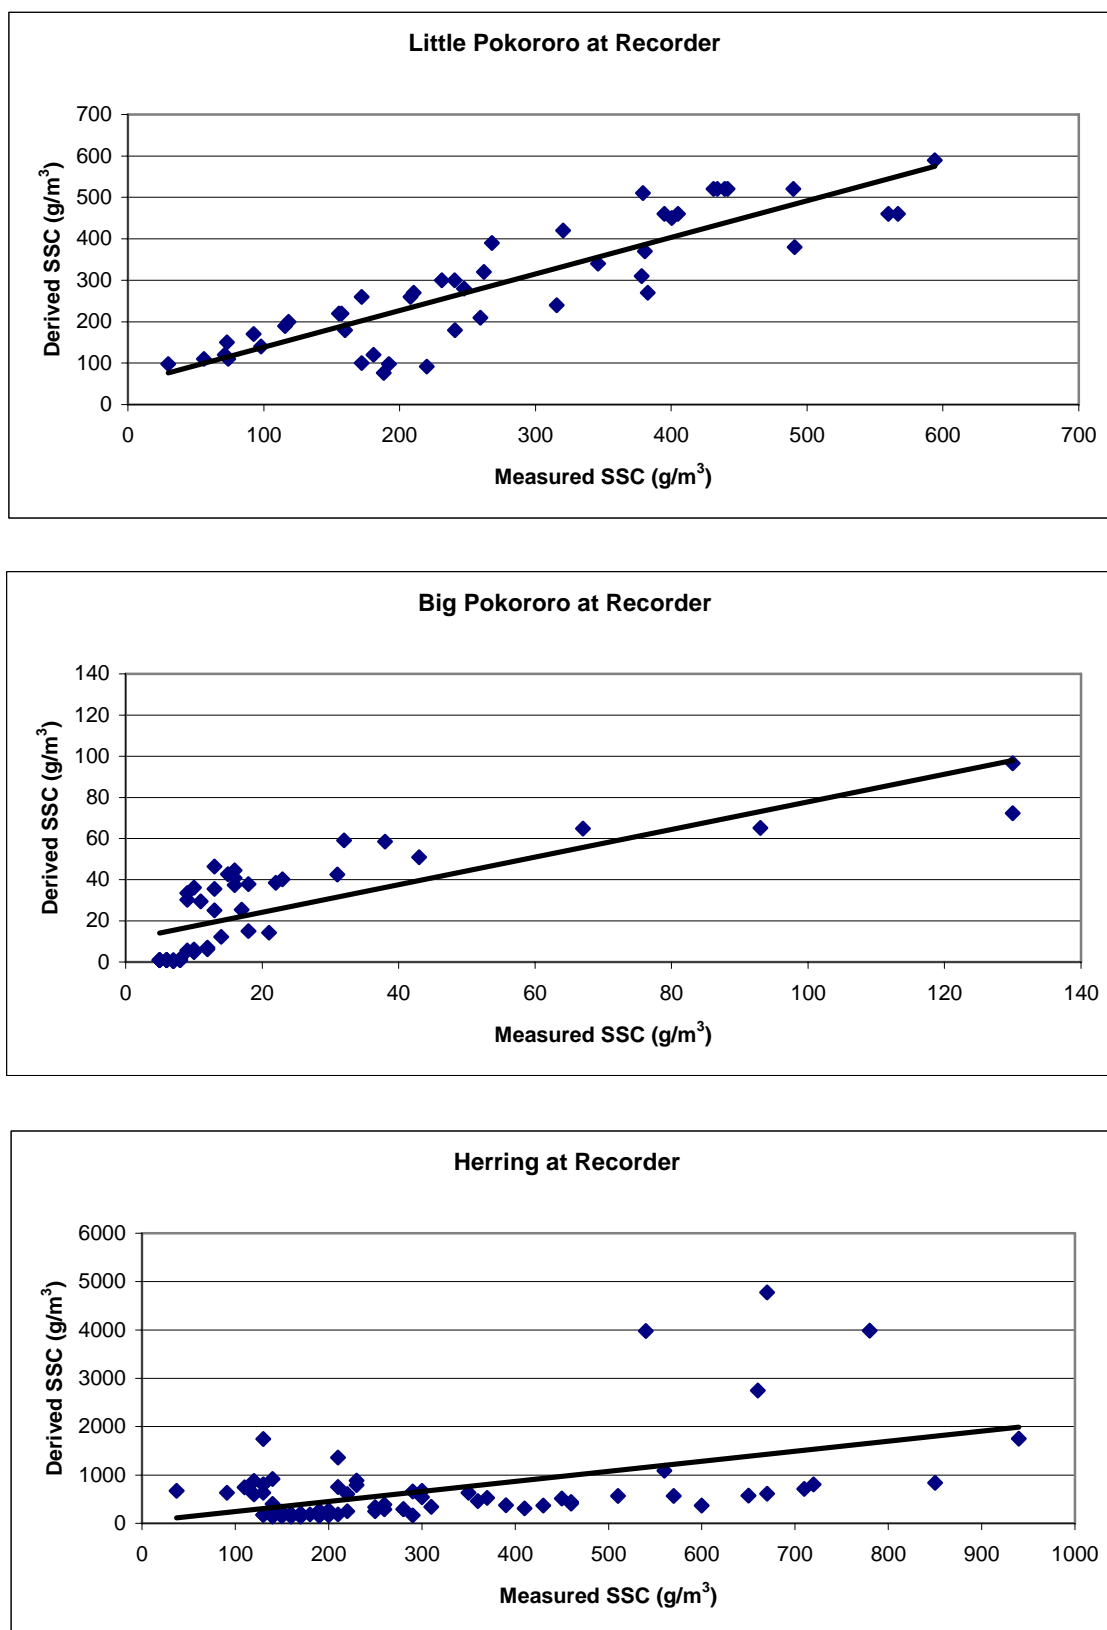 Little Pokororo at Recorder
700
600
500
400
300
200
100
0
Derived SSC (g/m³)
0 100 200 300 400 500 600 700
Measured SSC (g/m³)
Big Pokororo at Recorder
140
120
100
80
60
40
20
0
Derived SSC (g/m³)
0 20 40 60 80 100 120 140
Measured SSC (g/m³)
Herring at Recorder
6000
5000
4000
3000
2000
1000
0
Derived SSC (g/m³)
0 100 200 300 400 500 600 700 800 900 1000
Measured SSC (g/m³)